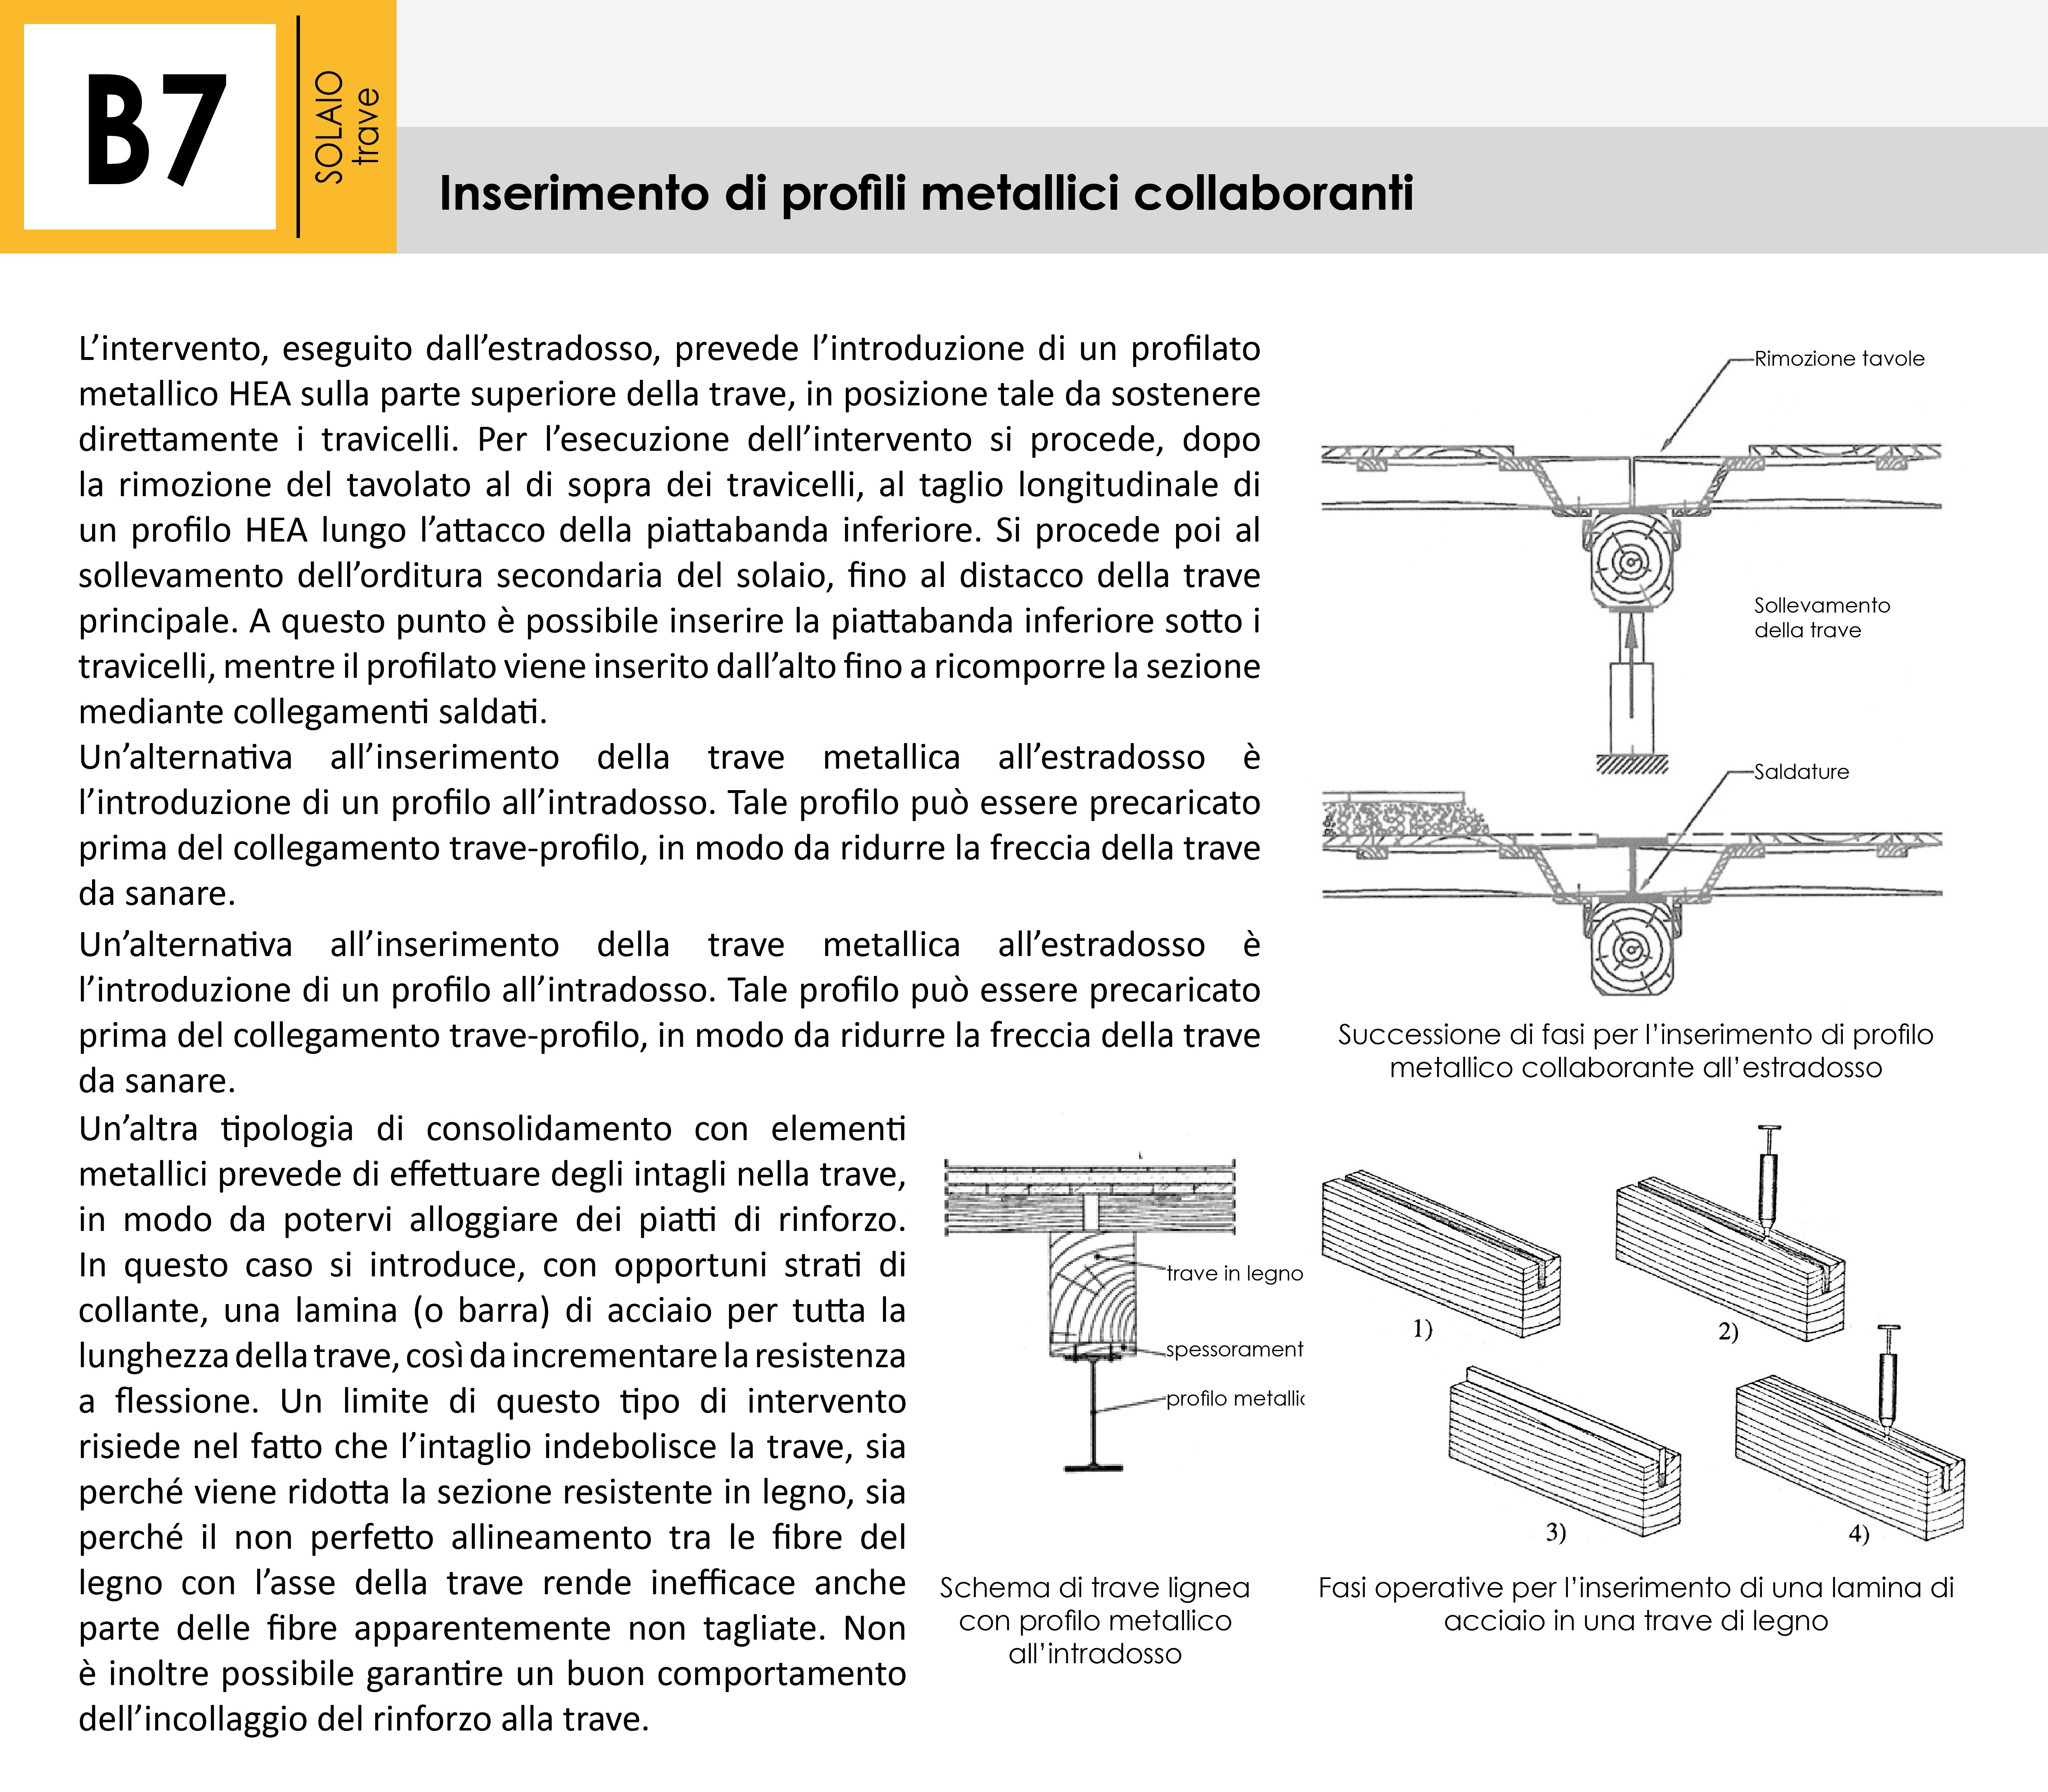 B7
SOLAIO
trave
Inserimento di profili metallici collaboranti
L’intervento, eseguito dall’estradosso, prevede l’introduzione di un profilato
metallico HEA sulla parte superiore della trave, in posizione tale da sostenere
direttamente i travicelli. Per l’esecuzione dell’intervento si procede, dopo
la rimozione del tavolato al di sopra dei travicelli, al taglio longitudinale di
un profilo HEA lungo l’attacco della piattabanda inferiore. Si procede poi al
sollevamento dell’orditura secondaria del solaio, fino al distacco della trave
principale. A questo punto è possibile inserire la piattabanda inferiore sotto i
travicelli, mentre il profilato viene inserito dall’alto fino a ricomporre la sezione
mediante collegamenti saldati.
Un’alternativa all’inserimento della trave metallica all’estradosso è
l’introduzione di un profilo all’intradosso. Tale profilo può essere precaricato
prima del collegamento trave-profilo, in modo da ridurre la freccia della trave
da sanare.
Un’alternativa all’inserimento della trave metallica all’estradosso è
l’introduzione di un profilo all’intradosso. Tale profilo può essere precaricato
prima del collegamento trave-profilo, in modo da ridurre la freccia della trave
da sanare.
Un’altra tipologia di consolidamento con elementi
metallici prevede di effettuare degli intagli nella trave,
in modo da potervi alloggiare dei piatti di rinforzo.
In questo caso si introduce, con opportuni strati di
collante, una lamina (o barra) di acciaio per tutta la
lunghezza della trave, così da incrementare la resistenza
a flessione. Un limite di questo tipo di intervento
risiede nel fatto che l’intaglio indebolisce la trave, sia
perché viene ridotta la sezione resistente in legno, sia
perché il non perfetto allineamento tra le fibre del
legno con l’asse della trave rende inefficace anche
parte delle fibre apparentemente non tagliate. Non
è inoltre possibile garantire un buon comportamento
dell’incollaggio del rinforzo alla trave.
Rimozione tavole
Sollevamento
della trave
Saldature
Successione di fasi per l’inserimento di profilo
metallico collaborante all’estradosso
trave in legno
spessorament
profilo metallic
Schema di trave lignea
con profilo metallico
all’intradosso
1)
2)
3)
4)
Fasi operative per l’inserimento di una lamina di
acciaio in una trave di legno